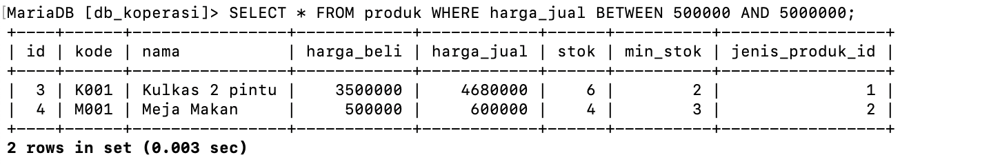 [MariaDB [db_koperasi]> SELECT * FROM produk WHERE harga_jual BETWEEN 500000 AND 5000000;
+----+------+----------------+------------+------------+------+----------+-----------------+
| id | kode | nama           | harga_beli | harga_jual | stok | min_stok | jenis_produk_id |
+----+------+----------------+------------+------------+------+----------+-----------------+
|  3 | K001 | Kulkas 2 pintu |    3500000 |    4680000 |    6 |        2 |               1 |
|  4 | M001 | Meja Makan     |     500000 |     600000 |    4 |        3 |               2 |
+----+------+----------------+------------+------------+------+----------+-----------------+
2 rows in set (0.003 sec)